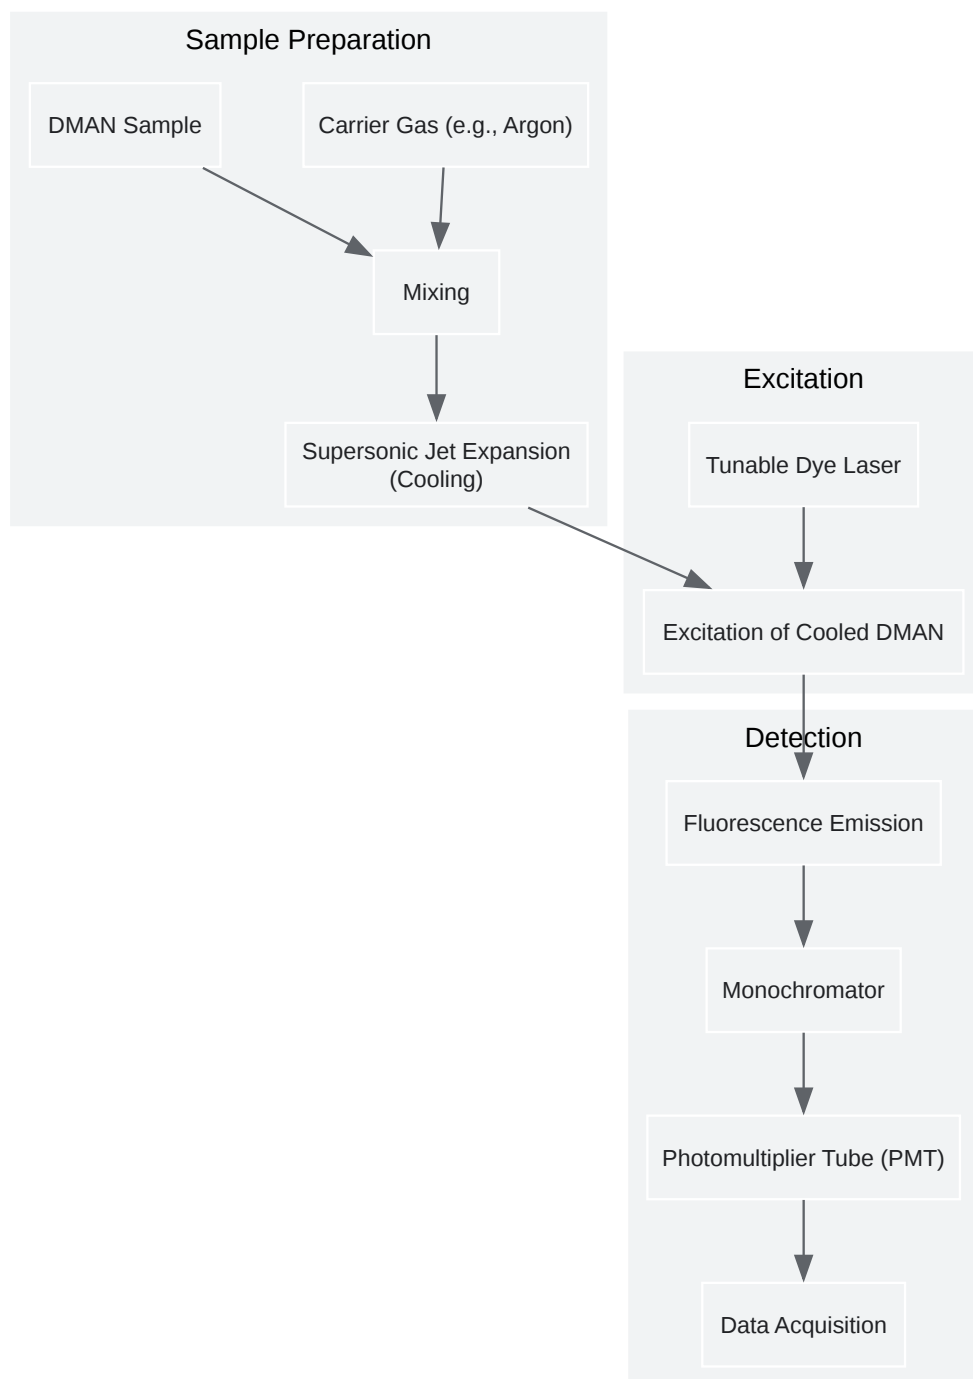 Sample Preparation
DMAN Sample
Carrier Gas (e.g., Argon)
Mixing
Supersonic Jet Expansion
(Cooling)
Excitation
Tunable Dye Laser
Excitation of Cooled DMAN
Detection
Fluorescence Emission
Monochromator
Photomultiplier Tube (PMT)
Data Acquisition